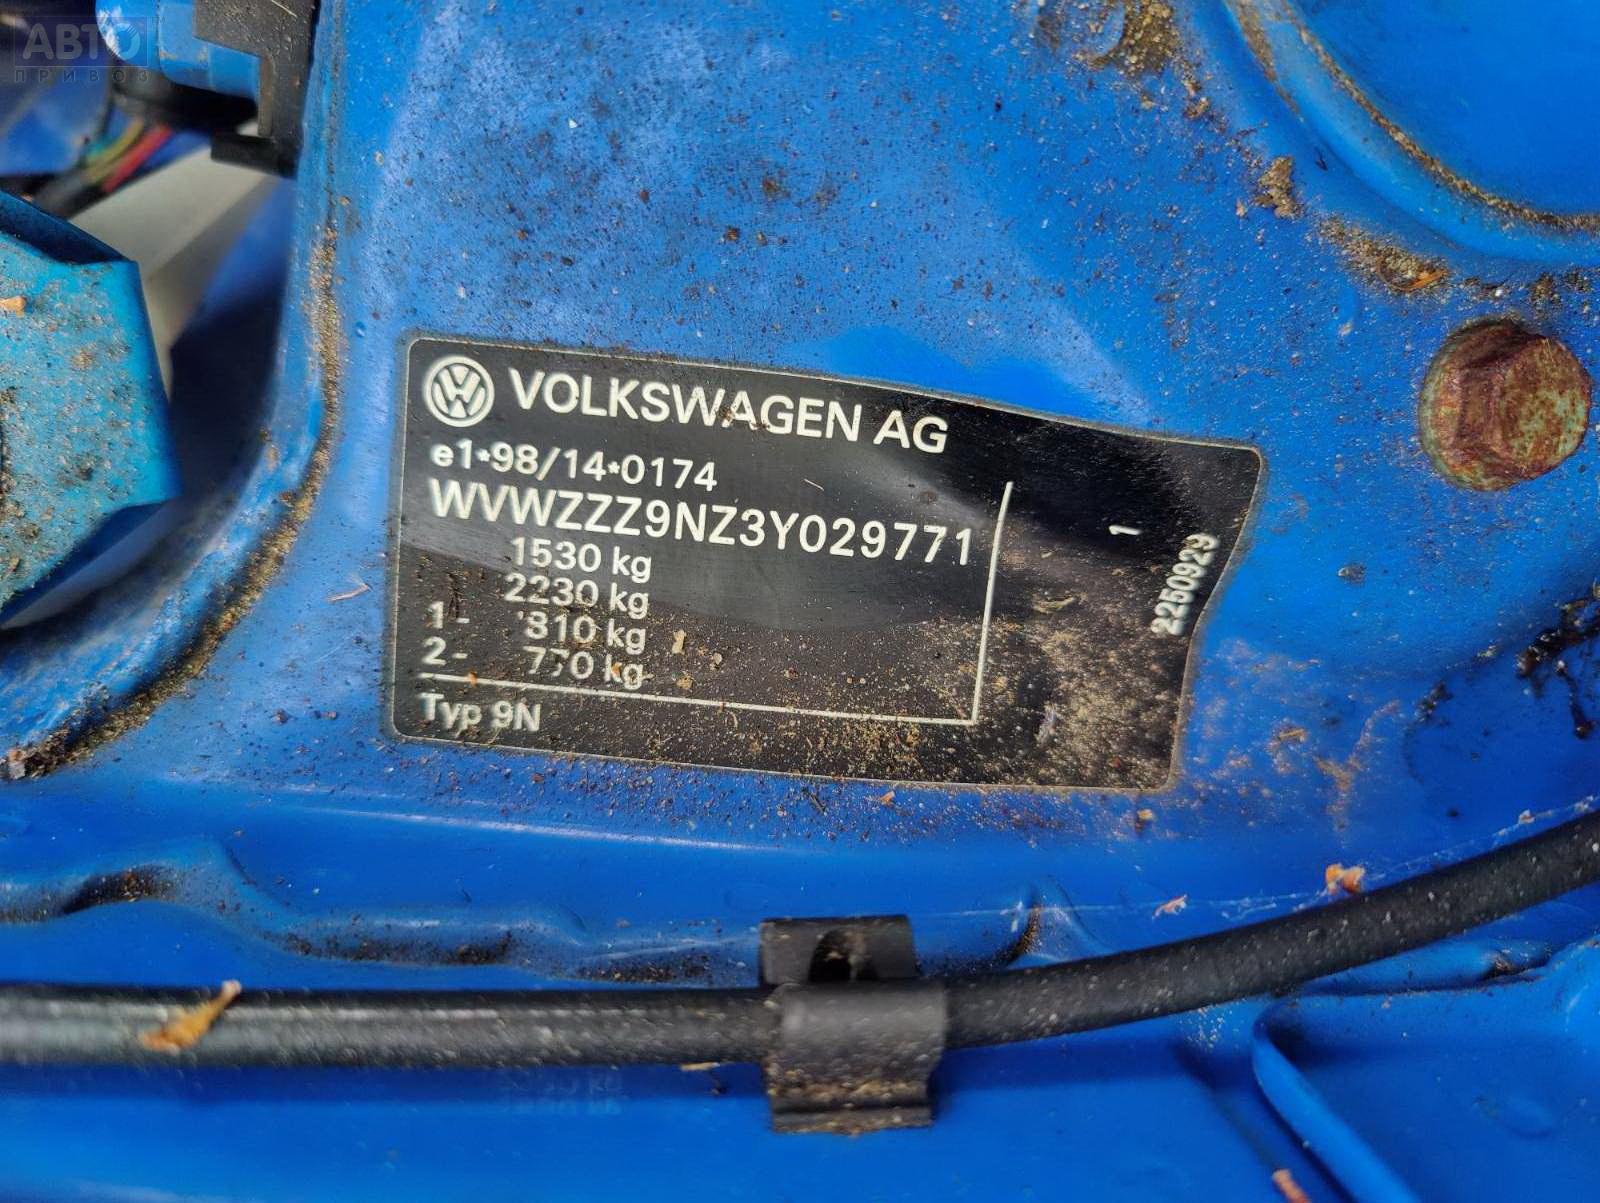 АВТО
ПРИВОЗ
VOLKSWAGEN AG
e1*98/14*0174
WVWZZZ9NZ3Y029771
1530 kg
2230 kg
1 - 810 kg
2 - 770 kg
Typ 9N
1
2250929